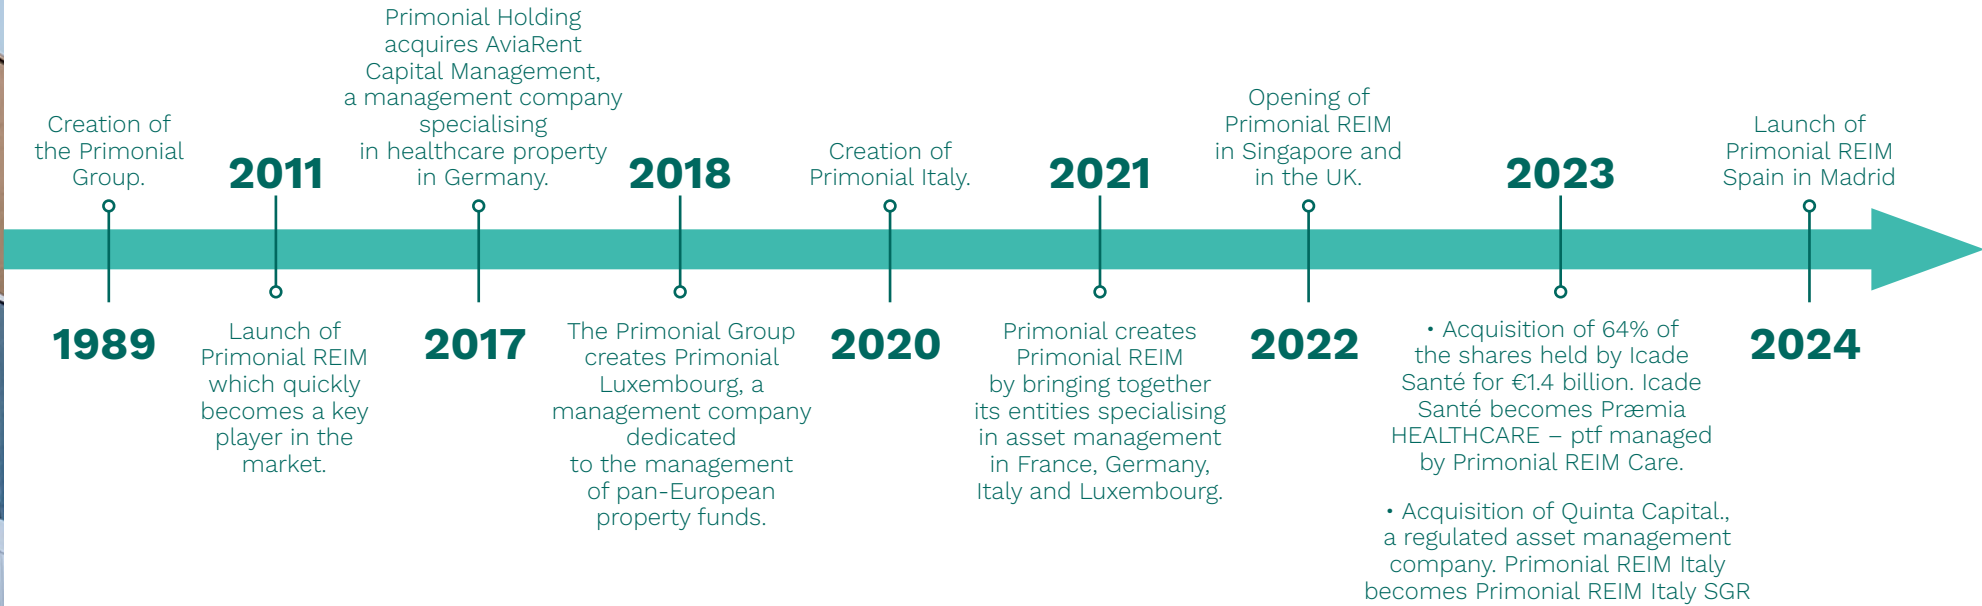 Creation of
the Primonial
Group.
1989
2011
Launch of
Primonial REIM
which quickly
becomes a key
player in the
market.
Primonial Holding
acquires AviaRent
Capital Management,
a management company
specialising
in healthcare property
in Germany.
2017
2018
The Primonial Group
creates Primonial
Luxembourg, a
management company
dedicated
to the management
of pan-European
property funds.
Creation of
Primonial Italy.
2020
2021
Primonial creates
Primonial REIM
by bringing together
its entities specialising
in asset management
in France, Germany,
Italy and Luxembourg.
Opening of
Primonial REIM
in Singapore and
in the UK.
2022
2023
• Acquisition of 64% of
the shares held by Icade
Santé for €1.4 billion. Icade
Santé becomes Præmia
HEALTHCARE – ptf managed
by Primonial REIM Care.
• Acquisition of Quinta Capital.,
a regulated asset management
company. Primonial REIM Italy
becomes Primonial REIM Italy SGR
Launch of
Primonial REIM
Spain in Madrid
2024